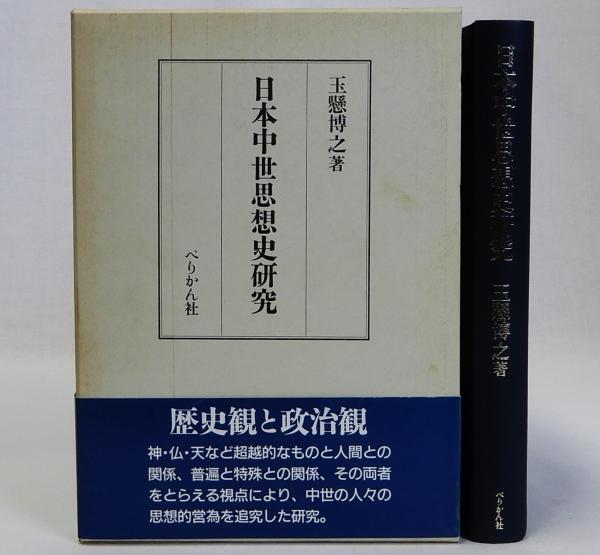 玉懸博之著
日本中世思想史研究
ぺりかん社
歴史観と政治観
神・仏・天など超越的なものと人間との
関係、普遍と特殊との関係、その両者
をとらえる視点により、中世の人々の
思想的営為を追究した研究。
日本中世思想史研究
玉懸博之著
ぺりかん社